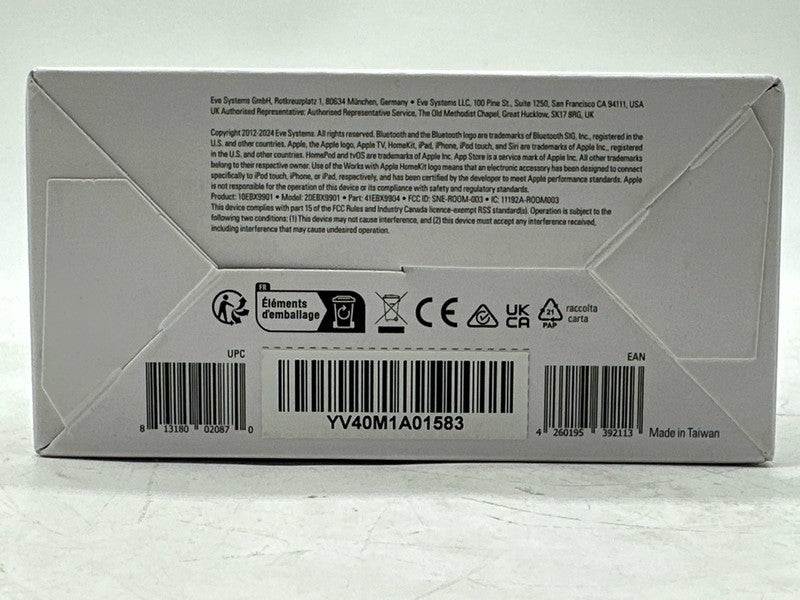 Eve Systems GmbH, Rotkreuzplatz 1, 80634 München, Germany • Eve Systems LLC, 100 Pine St., Suite 1250, San Francisco CA 94111, USA
UK Authorised Representative: Authorised Representative Service, The Old Methodist Chapel, Great Hucklow, SK17 8RG, UK
Copyright 2012-2024 Eve Systems. All rights reserved. Bluetooth and the Bluetooth logo are trademarks of Bluetooth SIG, Inc., registered in the
U.S. and other countries. Apple, the Apple logo, Apple TV, HomeKit, iPad, iPhone, iPod touch, and Siri are trademarks of Apple Inc., registered
in the U.S. and other countries. HomePod and tvOS are trademarks of Apple Inc. App Store is a service mark of Apple Inc. All other trademarks
belong to their respective owner. Use of the Works with Apple HomeKit logo means that an electronic accessory has been designed to connect
specifically to iPod touch, iPhone, or iPad, respectively, and has been certified by the developer to meet Apple performance standards. Apple
is not responsible for the operation of this device or its compliance with safety and regulatory standards.
Product: 10EBX9901 • Model: 20EBX9901 • Part: 41EBX9904 • FCC ID: SNE-ROOM-003 • IC: 11192A-ROOM003
This device complies with part 15 of the FCC Rules and Industry Canada licence-exempt RSS standard(s). Operation is subject to the
following two conditions: (1) This device may not cause interference, and (2) this device must accept any interference received,
including interference that may cause undesired operation.
FR
Éléments
d'emballage
CE
UK
CA
21
PAP
raccolta
carta
UPC
8 13180 02087 0
YV40M1A01583
EAN
4 260195 392113
Made in Taiwan